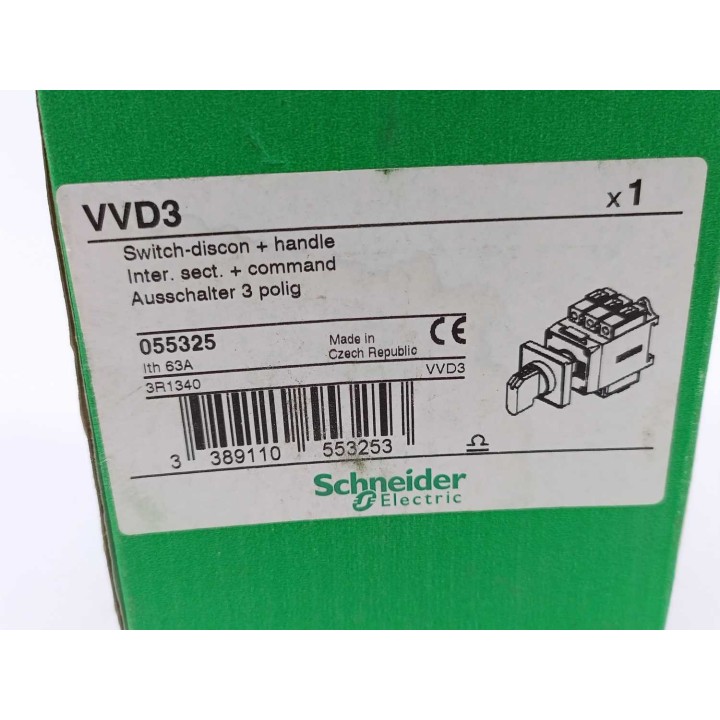 VVD3 x 1
Switch-discon + handle
Inter. sect. + command
Ausschalter 3 polig
055325 Made in Czech Republic CE
Ith 63A
3R1340 VVD3
3 389110 553253
Schneider
Electric